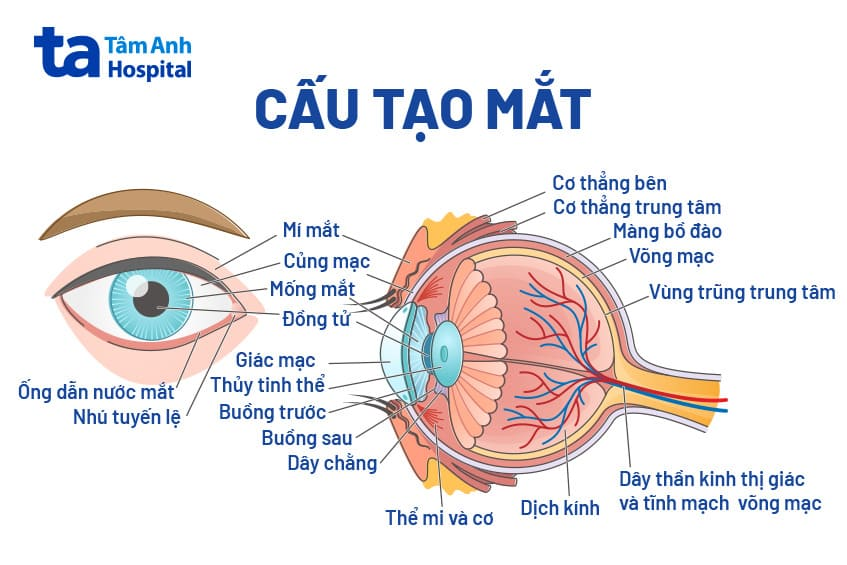 ta Tâm Anh
Hospital
CẤU TẠO MẮT
Mí mắt
Củng mạc
Mống mắt
Đồng tử
Giác mạc
Thủy tinh thể
Buồng trước
Buồng sau
Dây chằng
Ống dẫn nước mắt
Nhú tuyến lệ
Cơ thẳng bên
Cơ thẳng trung tâm
Màng bồ đào
Võng mạc
Vùng trũng trung tâm
Thể mi và cơ
Dịch kính
Dây thần kinh thị giác
và tĩnh mạch võng mạc